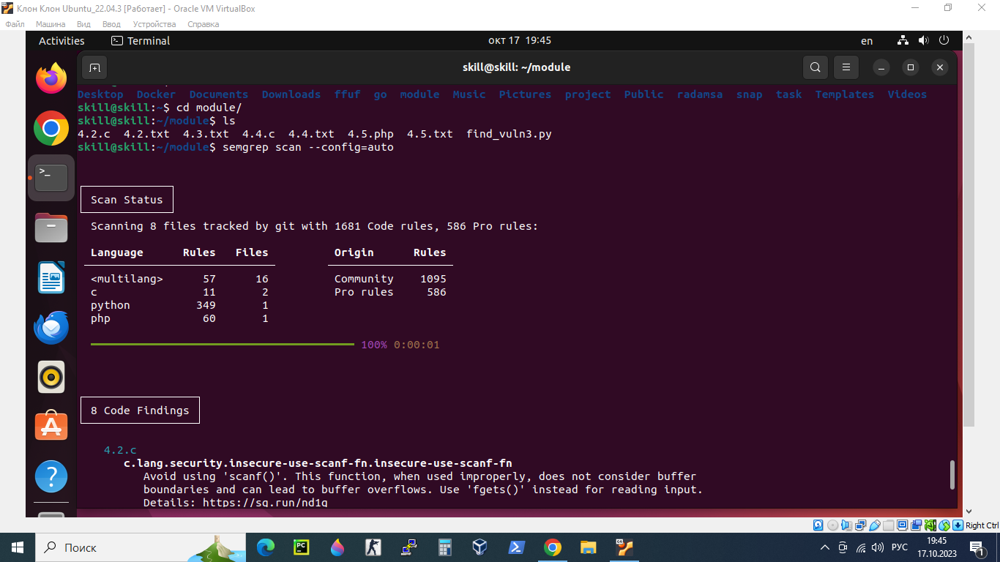 Клон Клон Ubuntu_22.04.3 [Работает] - Oracle VM VirtualBox
Файл Машина Вид Ввод Устройства Справка
Activities Terminal окт 17 19:45 en
skill@skill: ~/module
Desktop Docker Documents Downloads ffuf go module Music Pictures project Public radamsa snap task Templates Videos
skill@skill:~$ cd module/
skill@skill:~/module$ ls
4.2.c 4.2.txt 4.3.txt 4.4.c 4.4.txt 4.5.php 4.5.txt find_vuln3.py
skill@skill:~/module$ semgrep scan --config=auto
Scan Status
Scanning 8 files tracked by git with 1681 Code rules, 586 Pro rules:
Language Rules Files Origin Rules
<multilang> 57 16 Community 1095
c 11 2 Pro rules 586
python 349 1
php 60 1
100% 0:00:01
8 Code Findings
4.2.c
c.lang.security.insecure-use-scanf-fn.insecure-use-scanf-fn
Avoid using 'scanf()'. This function, when used improperly, does not consider buffer
boundaries and can lead to buffer overflows. Use 'fgets()' instead for reading input.
Details: https://sg.run/nd1g
Right Ctrl
Поиск
РУС
19:45
17.10.2023
1